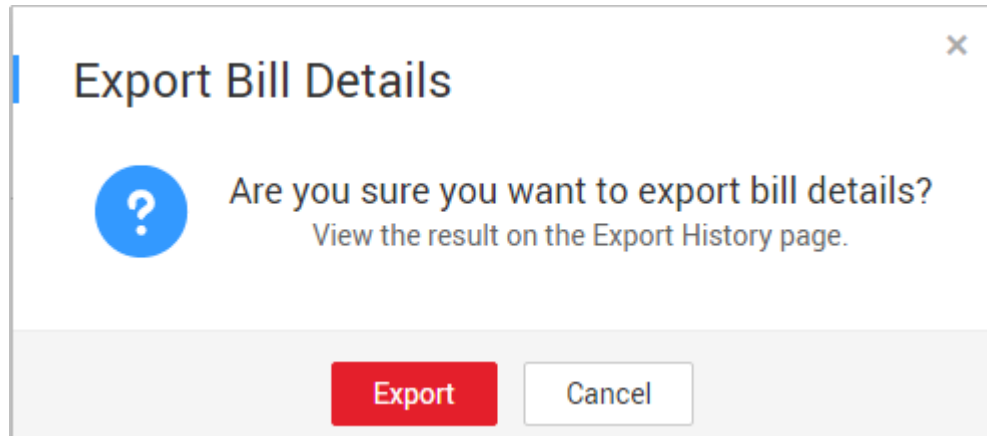 Export Bill Details
Are you sure you want to export bill details?
View the result on the Export History page.
Export
Cancel